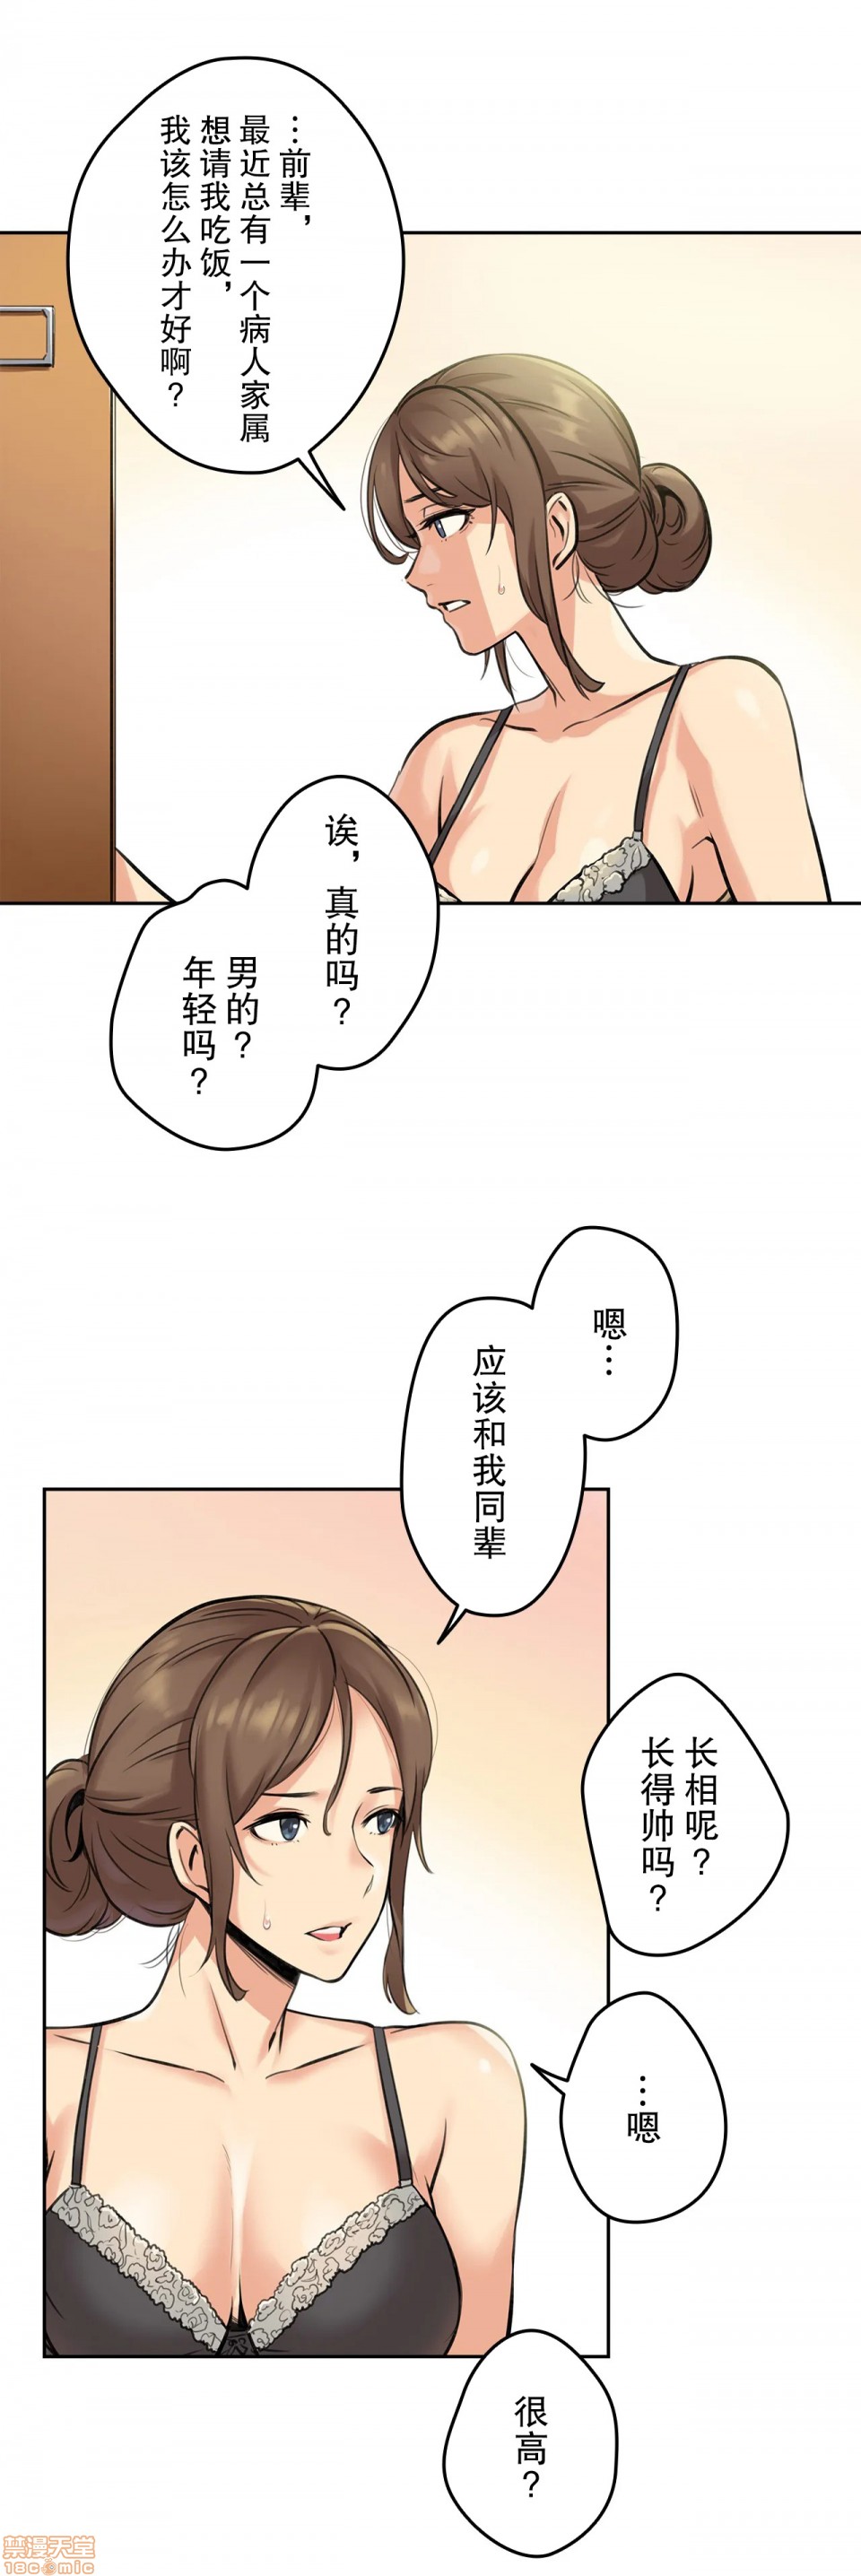 …前辈，
最近总有一个病人家属
想请我吃饭，
我该怎么办才好啊？
诶，真的吗？
男的？
年轻吗？
嗯…
应该和我同辈
长相呢？
长得帅吗？
…嗯
很高？
禁漫天堂
18comic